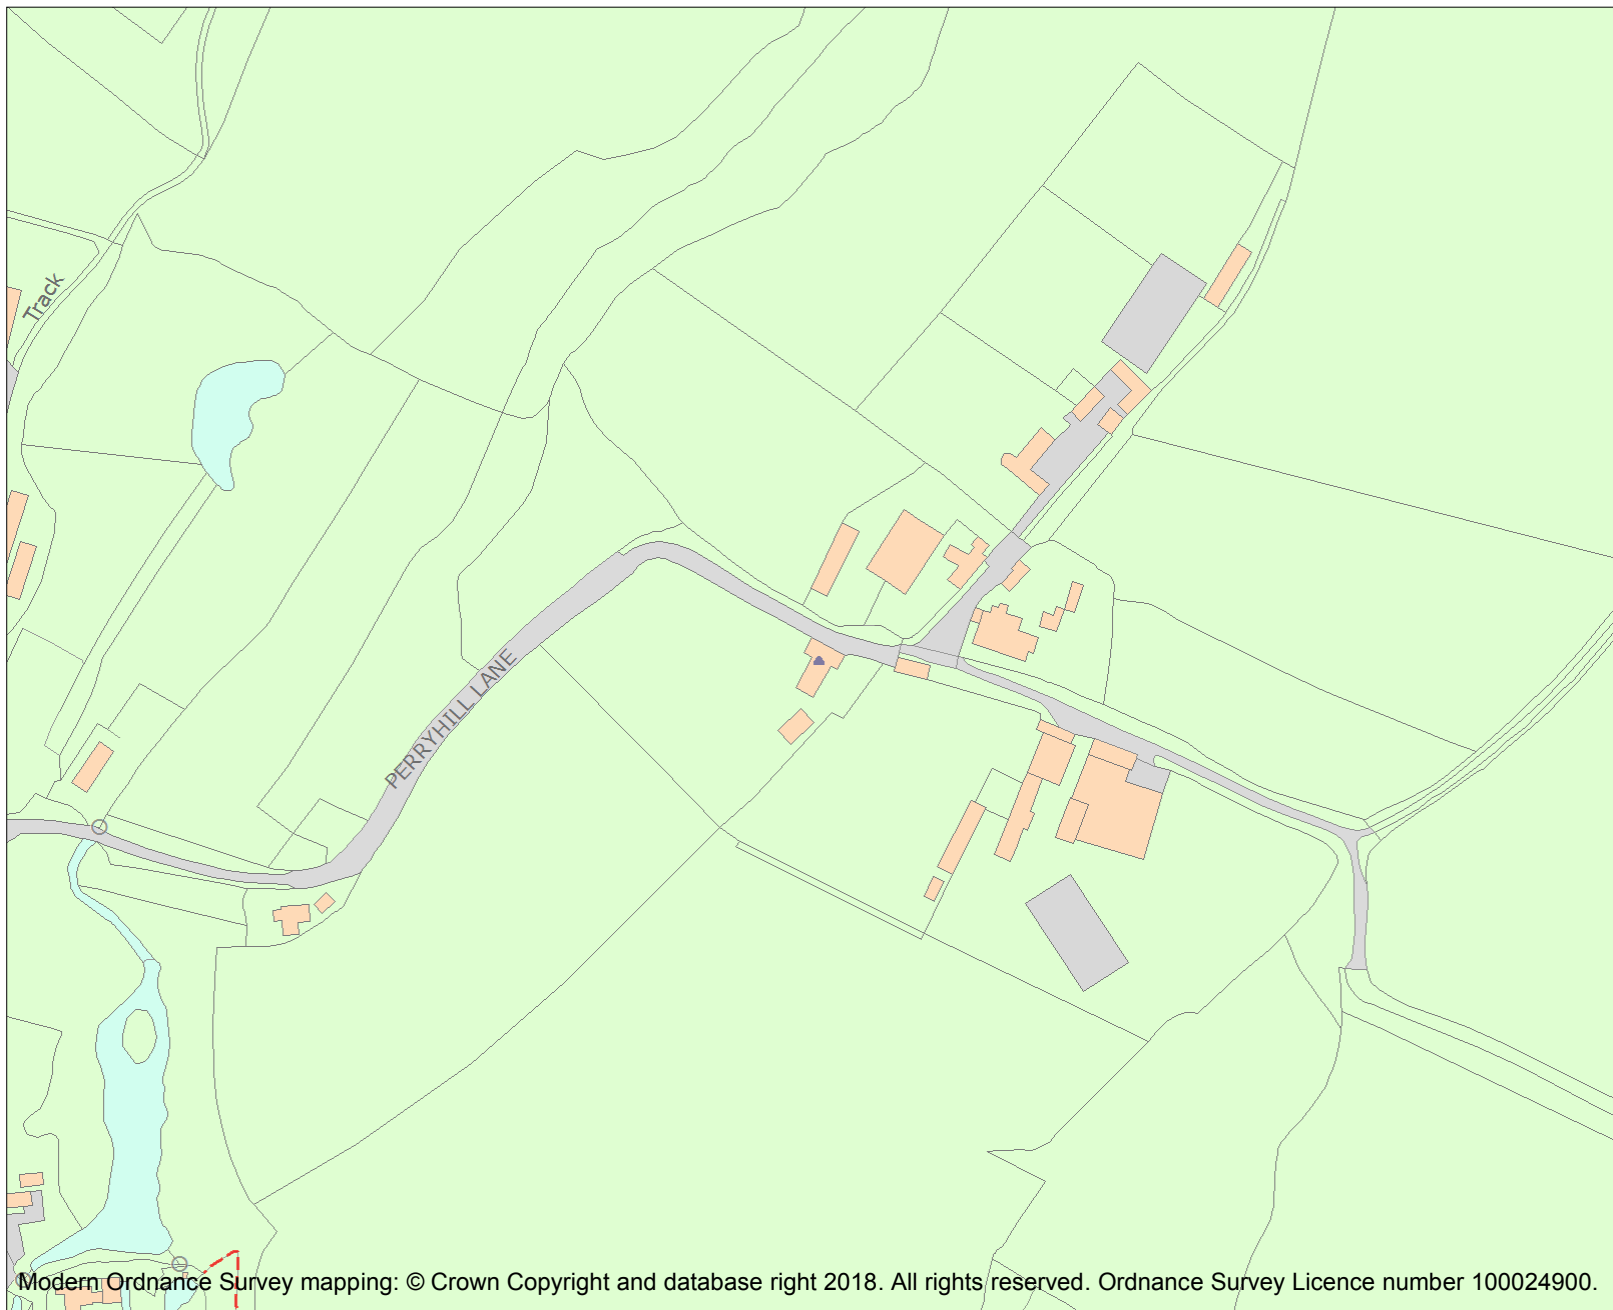 Track
PERRYHILL LANE
Modern Ordnance Survey mapping: © Crown Copyright and database right 2018. All rights reserved. Ordnance Survey Licence number 100024900.